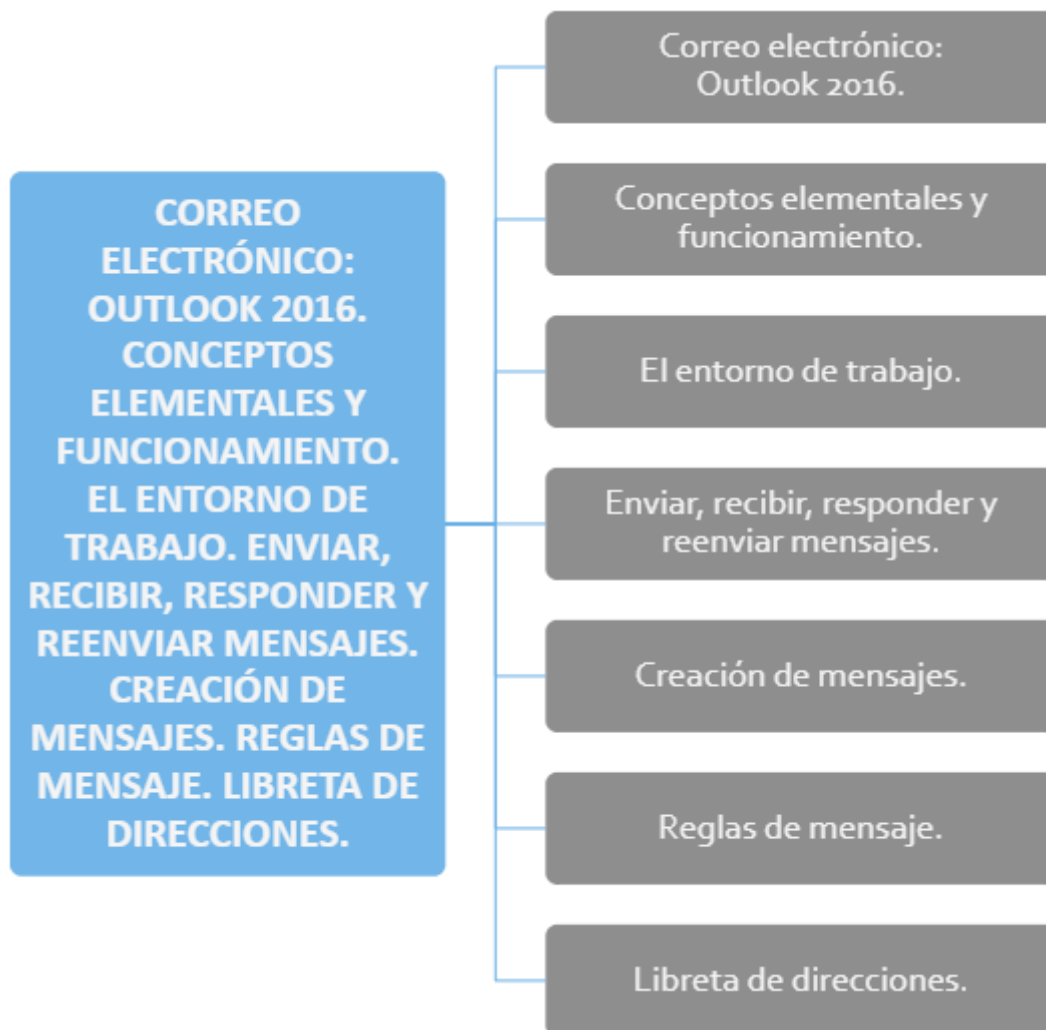 CORREO
ELECTRÓNICO:
OUTLOOK 2016.
CONCEPTOS
ELEMENTALES Y
FUNCIONAMIENTO.
EL ENTORNO DE
TRABAJO. ENVIAR,
RECIBIR, RESPONDER Y
REENVIAR MENSAJES.
CREACIÓN DE
MENSAJES. REGLAS DE
MENSAJE. LIBRETA DE
DIRECCIONES.
Correo electrónico:
Outlook 2016.
Conceptos elementales y
funcionamiento.
El entorno de trabajo.
Enviar, recibir, responder y
reenviar mensajes.
Creación de mensajes.
Reglas de mensaje.
Libreta de direcciones.